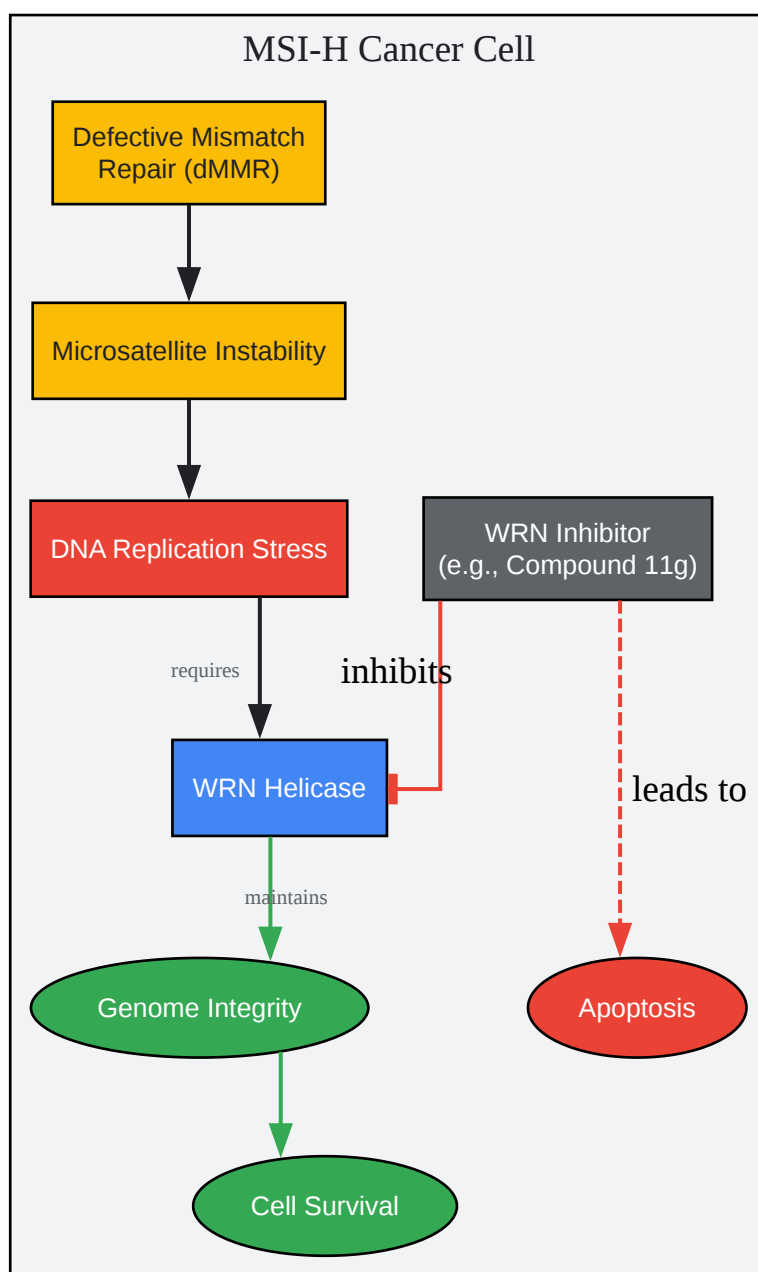 MSI-H Cancer Cell
Defective Mismatch
Repair (dMMR)
Microsatellite Instability
DNA Replication Stress
WRN Inhibitor
(e.g., Compound 11g)
requires
inhibits
WRN Helicase
leads to
maintains
Genome Integrity
Apoptosis
Cell Survival